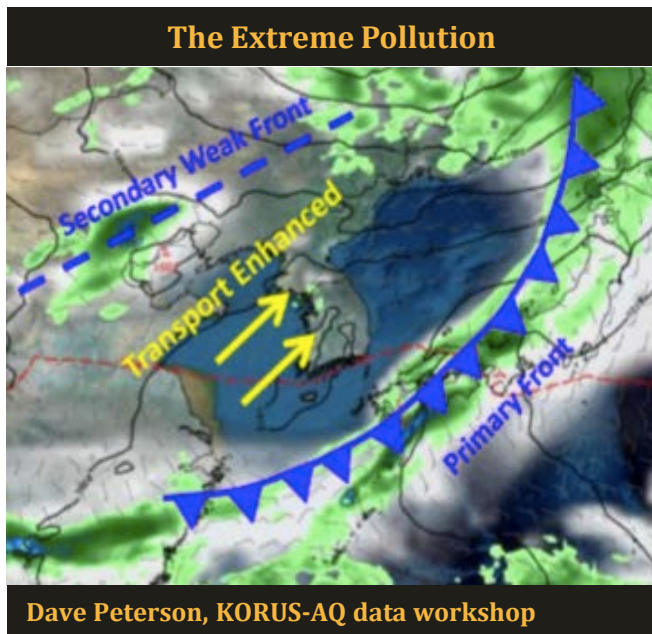 The Extreme Pollution
Secondary Weak Front
Transport Enhanced
Primary Front
Dave Peterson, KORUS-AQ data workshop